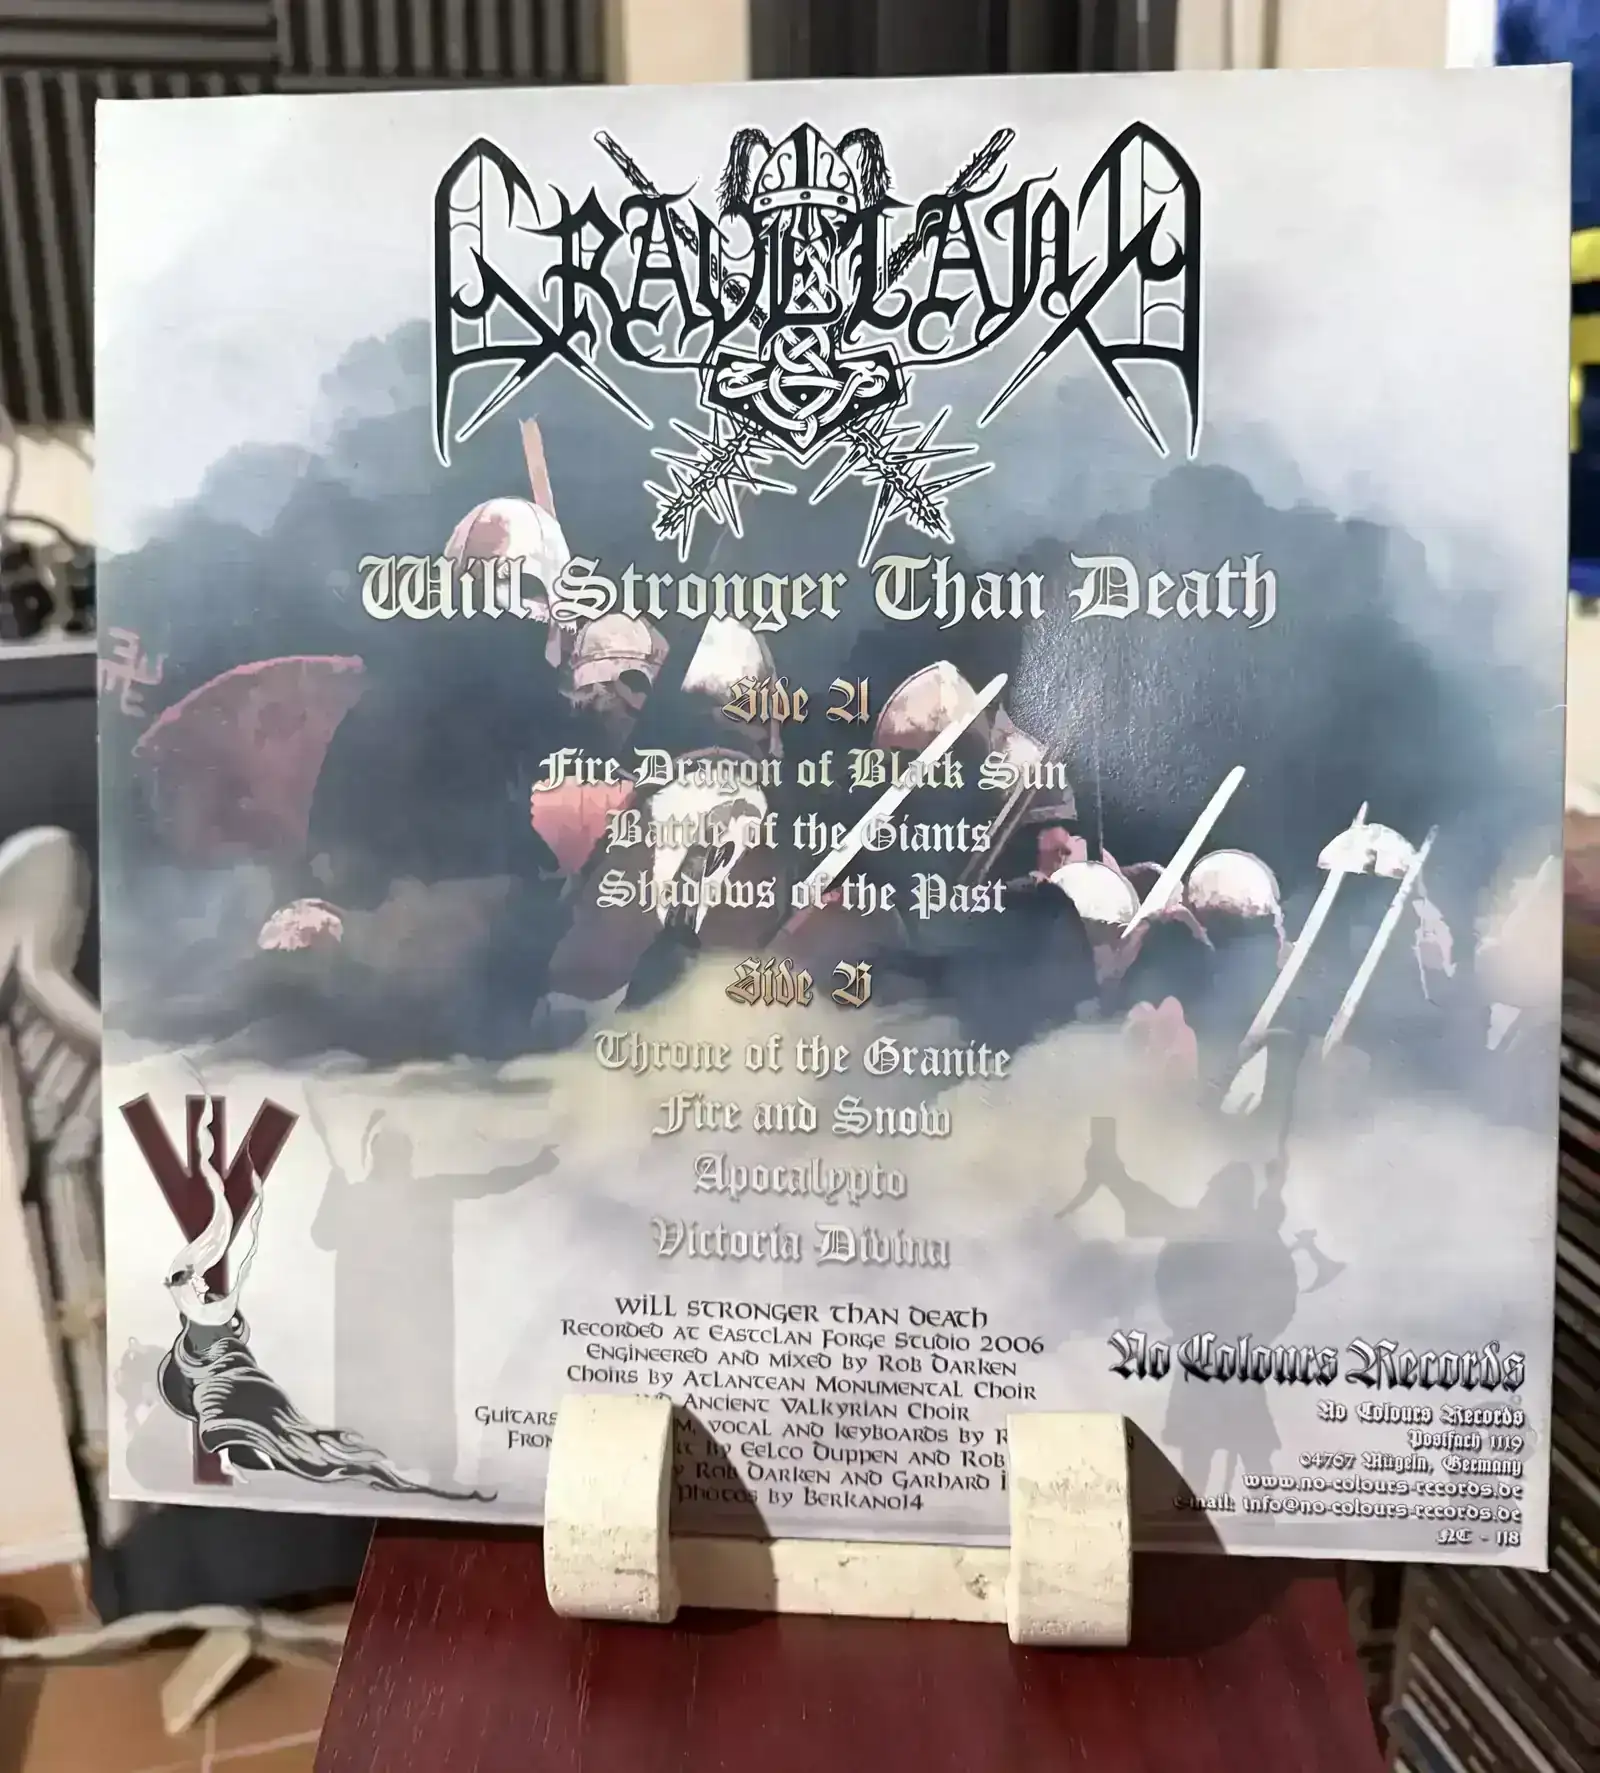 Graveland
Will Stronger Than Death
Side A
Fire Dragon of Black Sun
Battle of the Giants
Shadows of the Past
Side B
Throne of the Granite
Fire and Snow
Apocalypto
Victoria Divina
Will Stronger Than Death
Recorded at Eastclan Forge Studio 2006
Engineered and mixed by Rob Darken
Choirs by Atlantean Monumental Choir
Ancient Valkyrian Choir
Guitars vocal and keyboards by
by Eelco Duppen and Rob
Rob Darken and Garhard
Photos by Berkano14
No Colours Records
No Colours Records
Postfach 1119
04767 Mügeln, Germany
www.no-colours-records.de
e-mail: info@no-colours-records.de
NC - 118